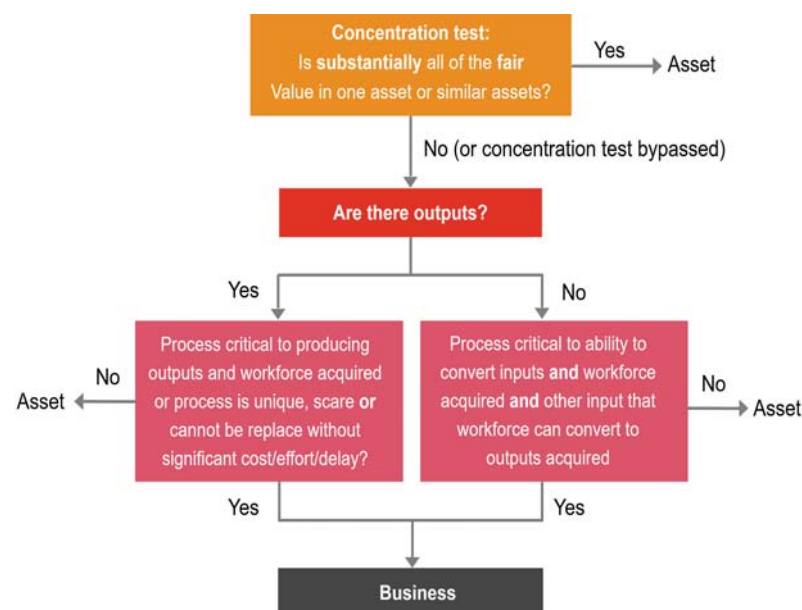 Concentration test:
Is substantially all of the fair
Value in one asset or similar assets?
Yes
Asset
No (or concentration test bypassed)
Are there outputs?
Yes
No
Process critical to producing
outputs and workforce acquired
or process is unique, scare or
cannot be replace without
significant cost/effort/delay?
No
Asset
Process critical to ability to
convert inputs and workforce
acquired and other input that
workforce can convert to
outputs acquired
No
Asset
Yes
Yes
Business